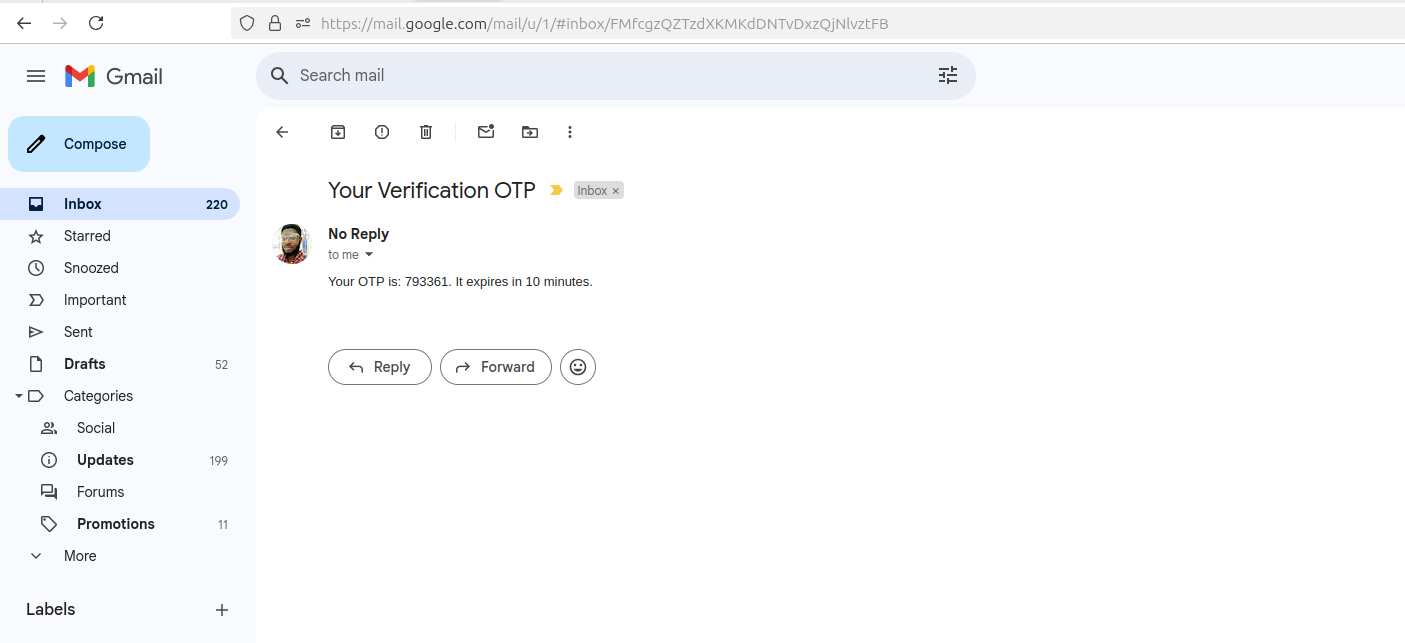 https://mail.google.com/mail/u/1/#inbox/FMfcgzQZTzdXKMKdDNTvDxzQjNlvztFB
Gmail
Search mail
Compose
Your Verification OTP Inbox ×
Inbox 220
Starred
Snoozed
Important
Sent
Drafts 52
Categories
Social
Updates 199
Forums
Promotions 11
More
Labels +
No Reply
to me
Your OTP is: 793361. It expires in 10 minutes.
Reply Forward